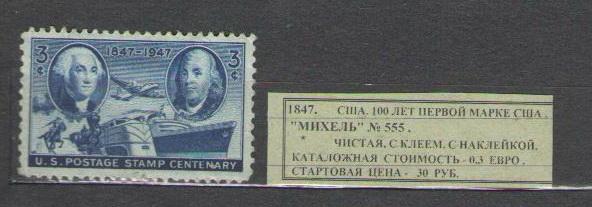 1847-1947
3¢ 3¢
U.S. POSTAGE STAMP CENTENARY
1847. США. 100 ЛЕТ ПЕРВОЙ МАРКЕ США.
"МИХЕЛЬ" № 555.
* ЧИСТАЯ, С КЛЕЕМ, С НАКЛЕЙКОЙ.
КАТАЛОЖНАЯ СТОИМОСТЬ - 0.3 ЕВРО.
СТАРТОВАЯ ЦЕНА - 30 РУБ.